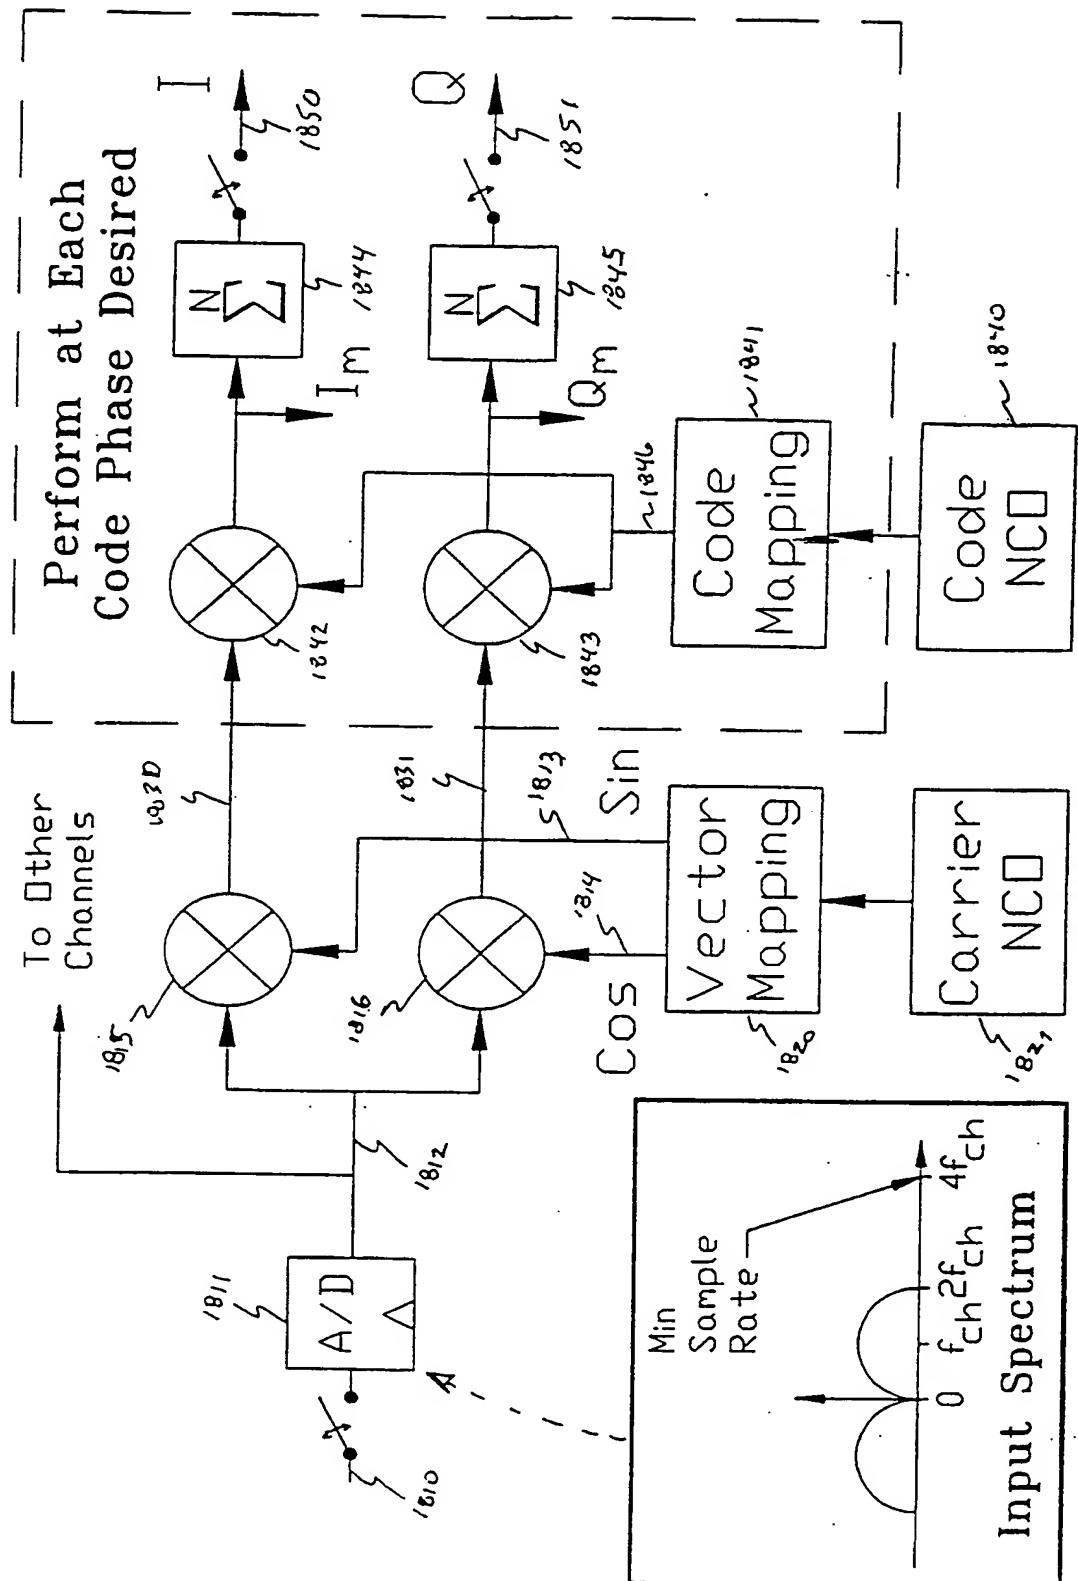 Perform at Each
Code Phase Desired
To Other
Channels
I
1850
N
Σ
1844
I m
1842
1830
1815
Q
1851
N
Σ
1845
Qm
1843
1831
1816
1812
1811
A/D
1810
Sin
1813
Cos
1814
1846
Code
Mapping
1841
Code
NCO
1840
Vector
Mapping
1820
Carrier
NCO
1821
Min
Sample
Rate
0
fch
2fch
4fch
Input Spectrum